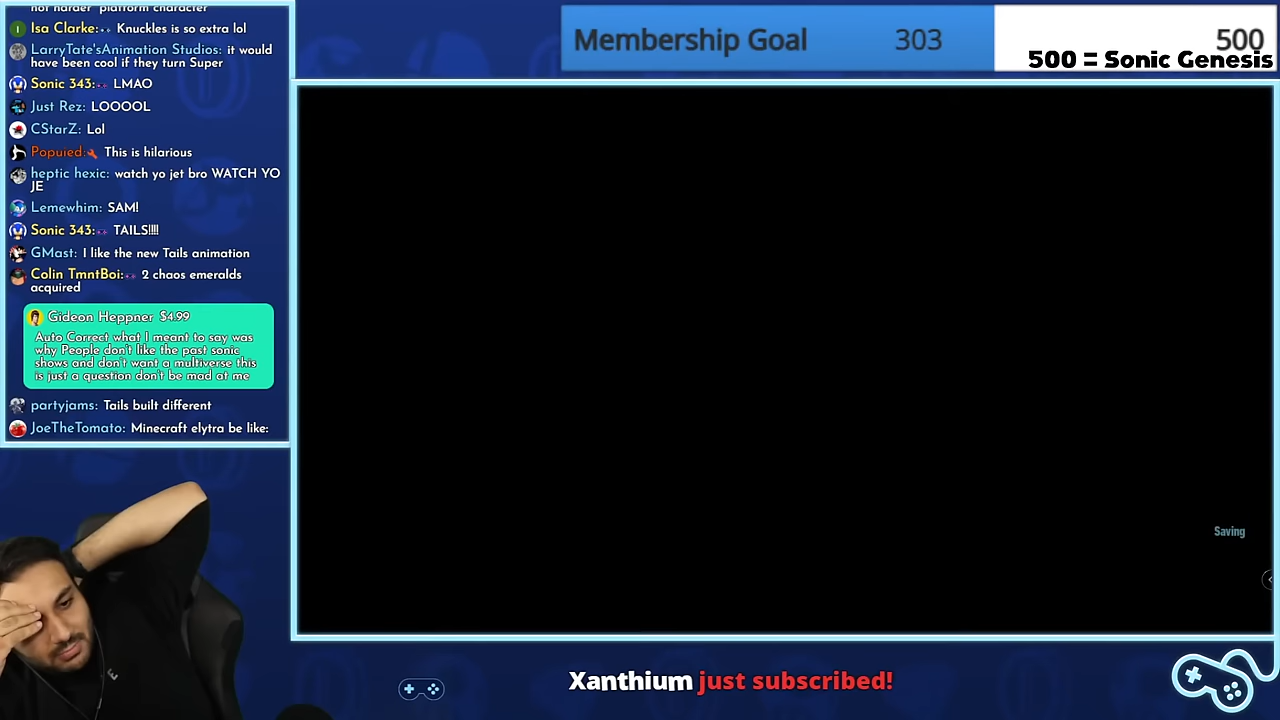 not harder platform character
Isa Clarke: Knuckles is so extra lol
LarryTate'sAnimation Studios: it would
have been cool if they turn Super
Sonic 343: LMAO
Just Rez: LOOOOL
CStarZ: Lol
Popuied: This is hilarious
heptic hexic: watch yo jet bro WATCH YO
JE
Lemewhim: SAM!
Sonic 343: TAILS!!!!
GMast: I like the new Tails animation
Colin TmntBoi: 2 chaos emeralds
acquired
Gideon Heppner $4.99
Auto Correct what I meant to say was
why People don't like the past sonic
shows and don't want a multiverse this
is just a question don't be mad at me
partyjams: Tails built different
JoeTheTomato: Minecraft elytra be like:
Membership Goal 303 500
500 = Sonic Genesis
Saving
Xanthium just subscribed!